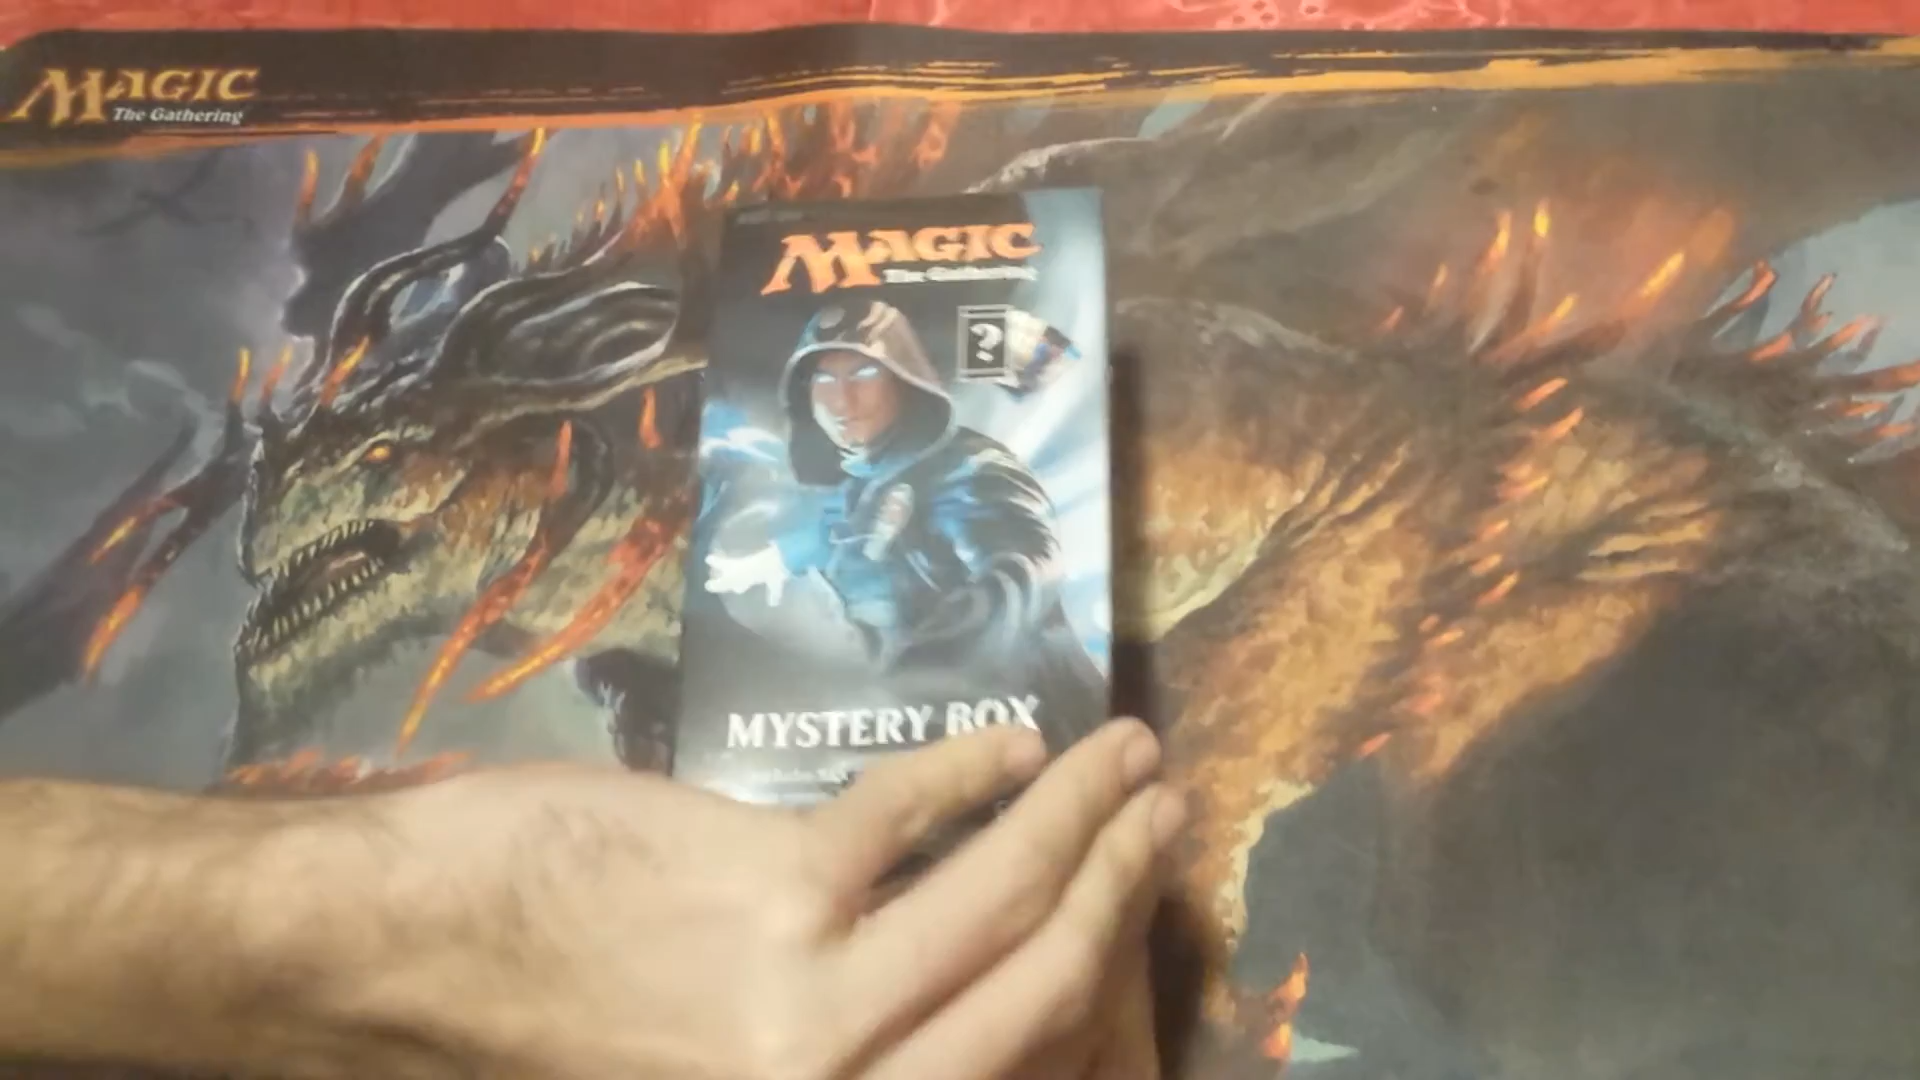 MAGIC
The Gathering
MAGIC
The Gathering
?
MYSTERY BOX